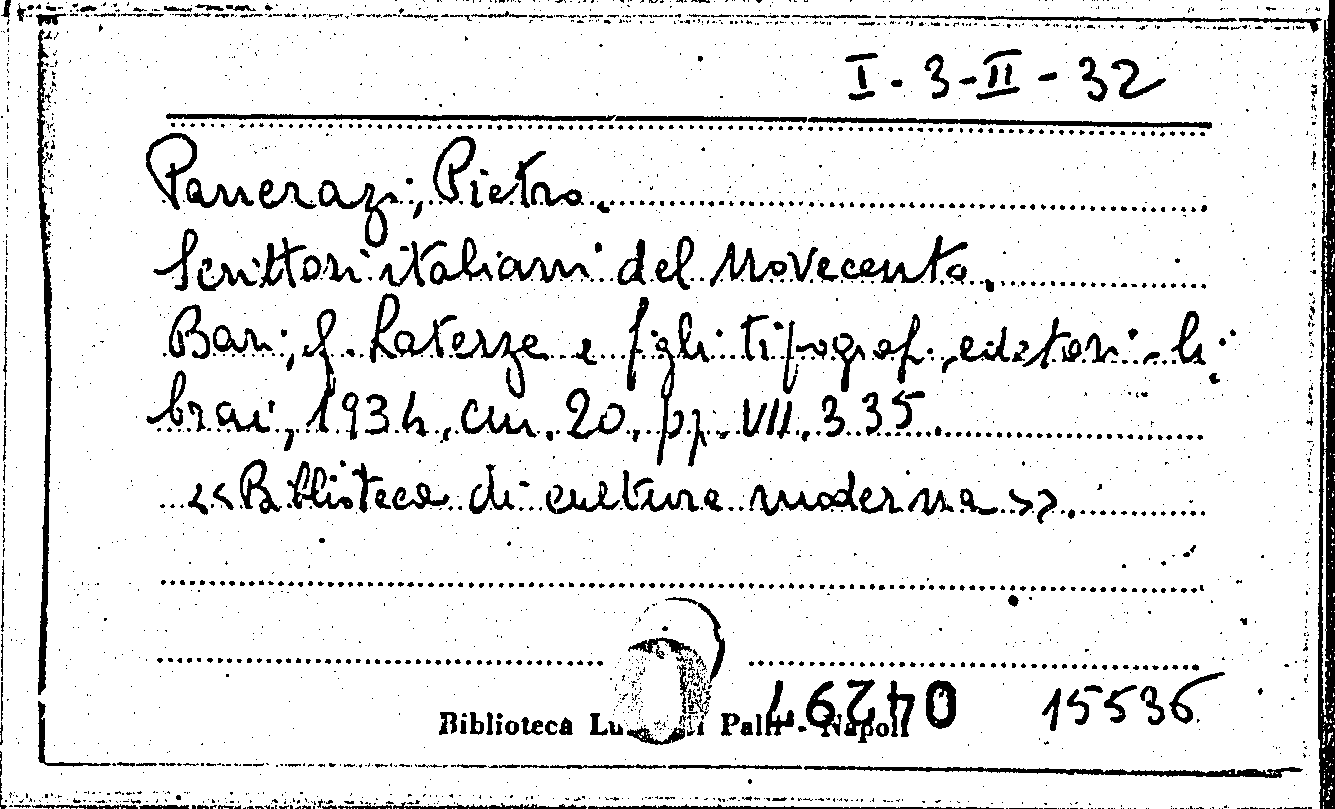 I - 3 - II - 32
Pancrazi, Pietro.
Scrittori italiani del Novecento.
Bari, G. Laterza e figli tipograf., editori - li
brai, 1934, cm. 20, pp. VII, 335.
<<Biblioteca di cultura moderna>>.
04297 15536
Biblioteca Palli - Napoli